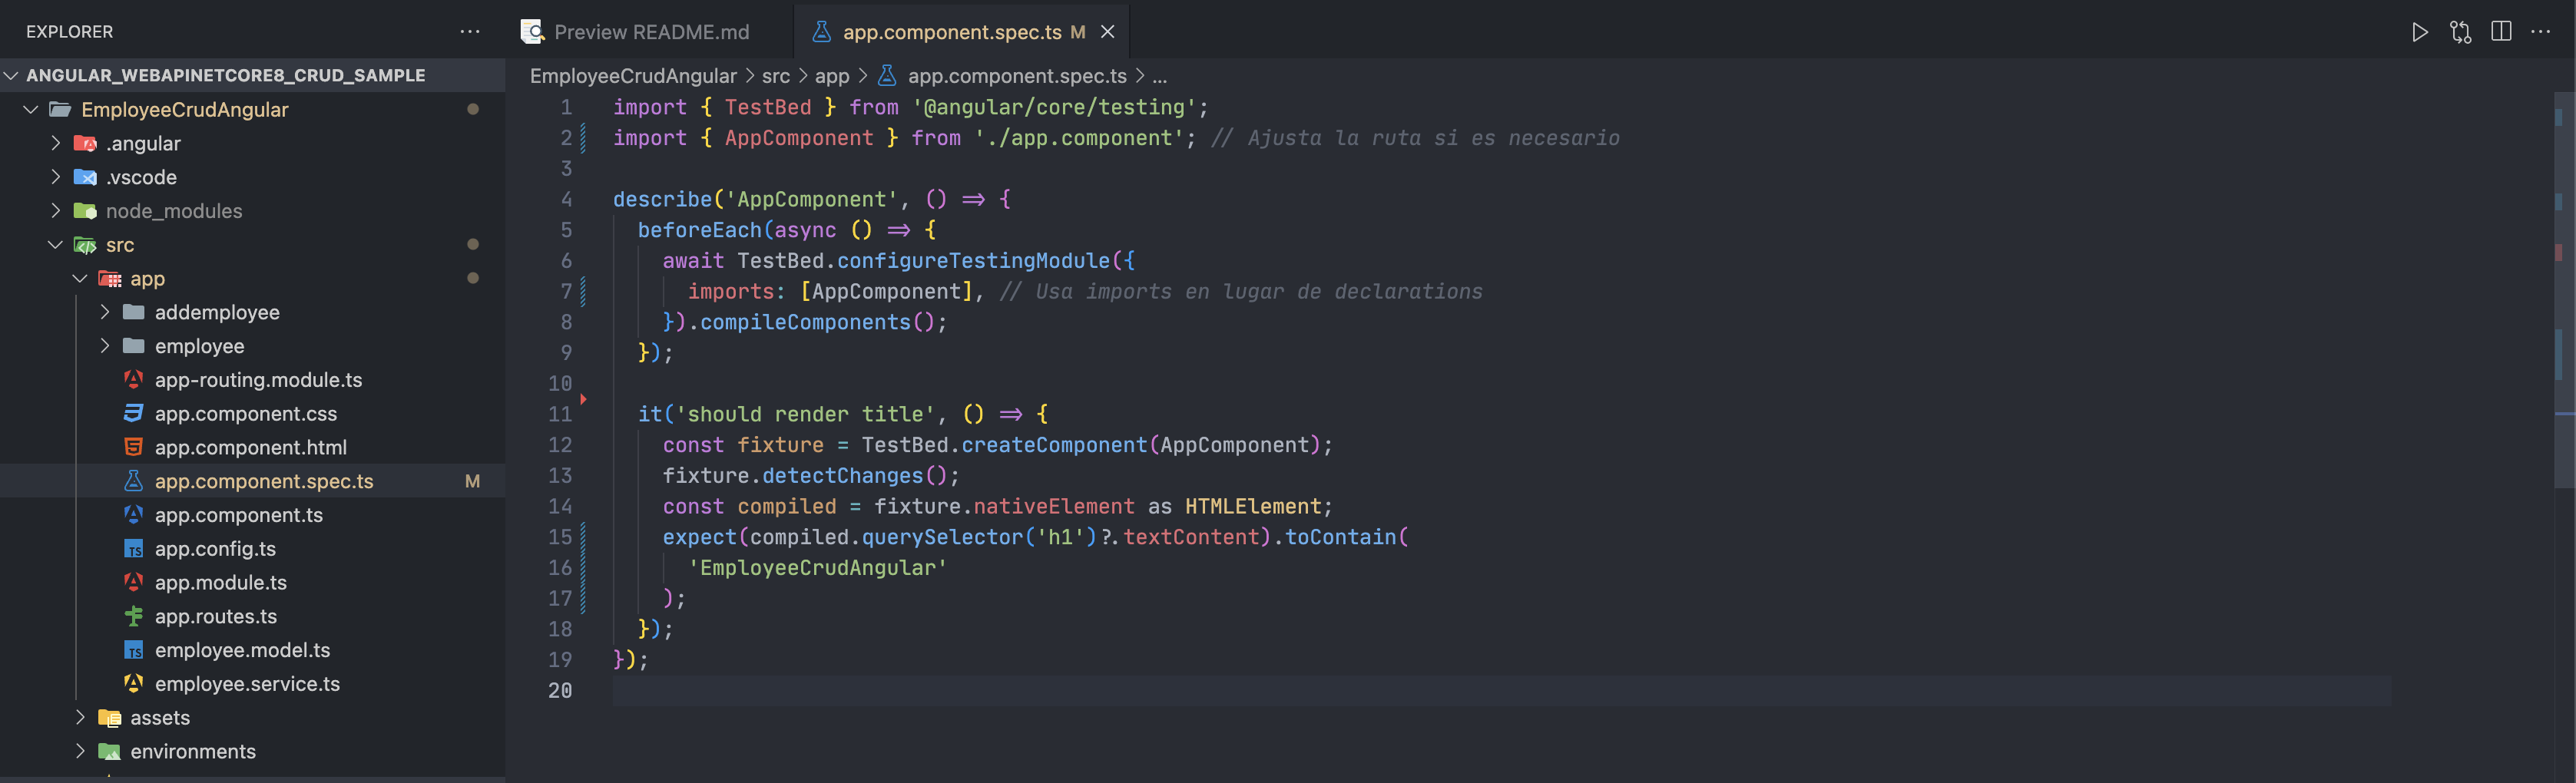 EXPLORER
ANGULAR_WEBAPINETCORE8_CRUD_SAMPLE
EmployeeCrudAngular
.angular
.vscode
node_modules
src
app
addemployee
employee
app-routing.module.ts
app.component.css
app.component.html
app.component.spec.ts M
app.component.ts
app.config.ts
app.module.ts
app.routes.ts
employee.model.ts
employee.service.ts
assets
environments
Preview README.md
app.component.spec.ts M
EmployeeCrudAngular > src > app > app.component.spec.ts > ...
1 import { TestBed } from '@angular/core/testing';
2 import { AppComponent } from './app.component'; // Ajusta la ruta si es necesario
3
4 describe('AppComponent', () => {
5 beforeEach(async () => {
6 await TestBed.configureTestingModule({
7 imports: [AppComponent], // Usa imports en lugar de declarations
8 }).compileComponents();
9 });
10
11 it('should render title', () => {
12 const fixture = TestBed.createComponent(AppComponent);
13 fixture.detectChanges();
14 const compiled = fixture.nativeElement as HTMLElement;
15 expect(compiled.querySelector('h1')?.textContent).toContain(
16 'EmployeeCrudAngular'
17 );
18 });
19 });
20